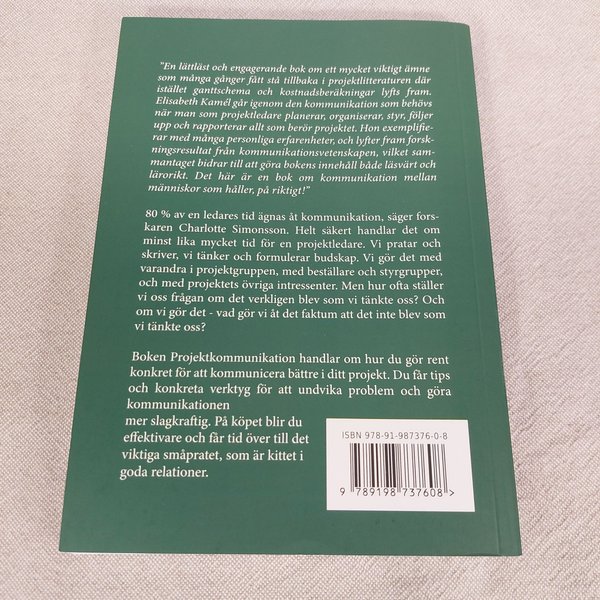 "En lättläst och engagerande bok om ett mycket viktigt ämne
som många gånger fått stå tillbaka i projektlitteraturen där
istället ganttschema och kostnadsberäkningar lyfts fram.
Elisabeth Kamél går igenom den kommunikation som behövs
när man som projektledare planerar, organiserar, styr, följer
upp och rapporterar allt som berör projektet. Hon exemplifie-
rar med många personliga erfarenheter, och lyfter fram forsk-
ningsresultat från kommunikationsvetenskapen, vilket sam-
mantaget bidrar till att göra bokens innehåll både läsvärt och
lärorikt. Det här är en bok om kommunikation mellan
människor som håller, på riktigt!"
80 % av en ledares tid ägnas åt kommunikation, säger fors-
karen Charlotte Simonsson. Helt säkert handlar det om
minst lika mycket tid för en projektledare. Vi pratar och
skriver, vi tänker och formulerar budskap. Vi gör det med
varandra i projektgruppen, med beställare och styrgrupper,
och med projektets övriga intressenter. Men hur ofta ställer
vi oss frågan om det verkligen blev som vi tänkte oss? Och
om vi gör det - vad gör vi åt det faktum att det inte blev som
vi tänkte oss?
Boken Projektkommunikation handlar om hur du gör rent
konkret för att kommunicera bättre i ditt projekt. Du får tips
och konkreta verktyg för att undvika problem och göra
kommunikationen
mer slagkraftig. På köpet blir du
effektivare och får tid över till det
viktiga småpratet, som är kittet i
goda relationer.
ISBN 978-91-987376-0-8
9 789198 737608 >